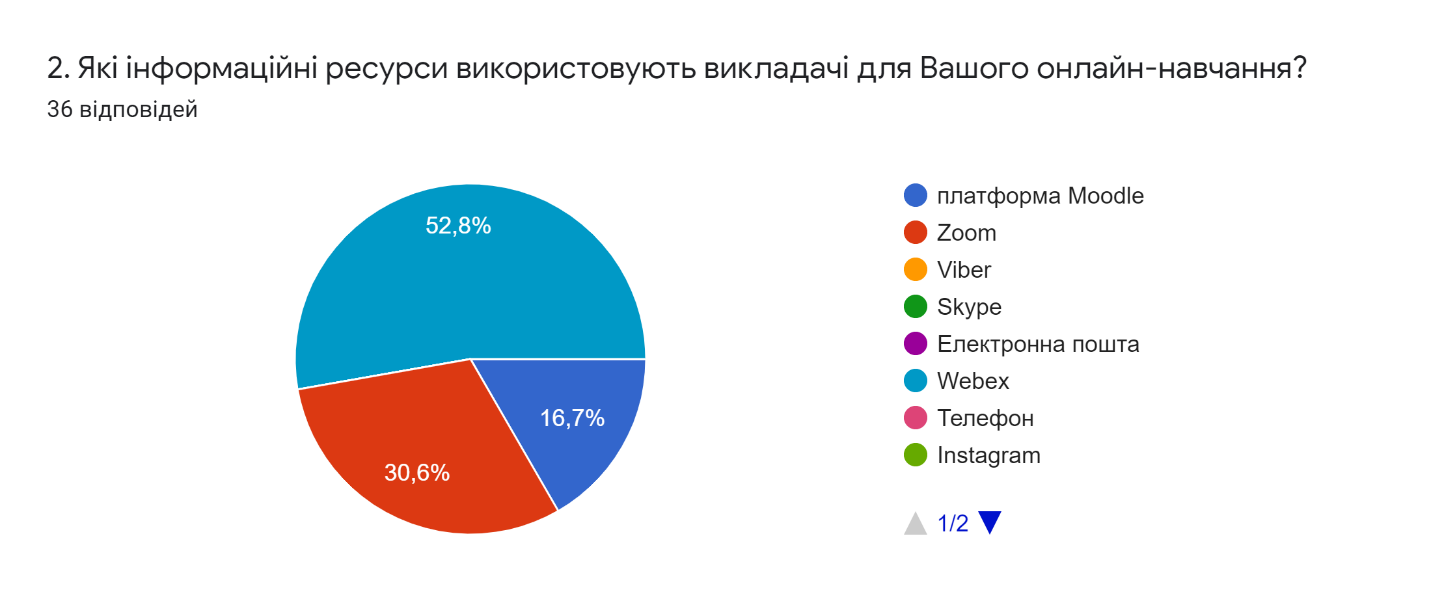 2. Які інформаційні ресурси використовують викладачі для Вашого онлайн-навчання?
36 відповідей
52,8%
16,7%
30,6%
платформа Moodle
Zoom
Viber
Skype
Електронна пошта
Webex
Телефон
Instagram
1/2